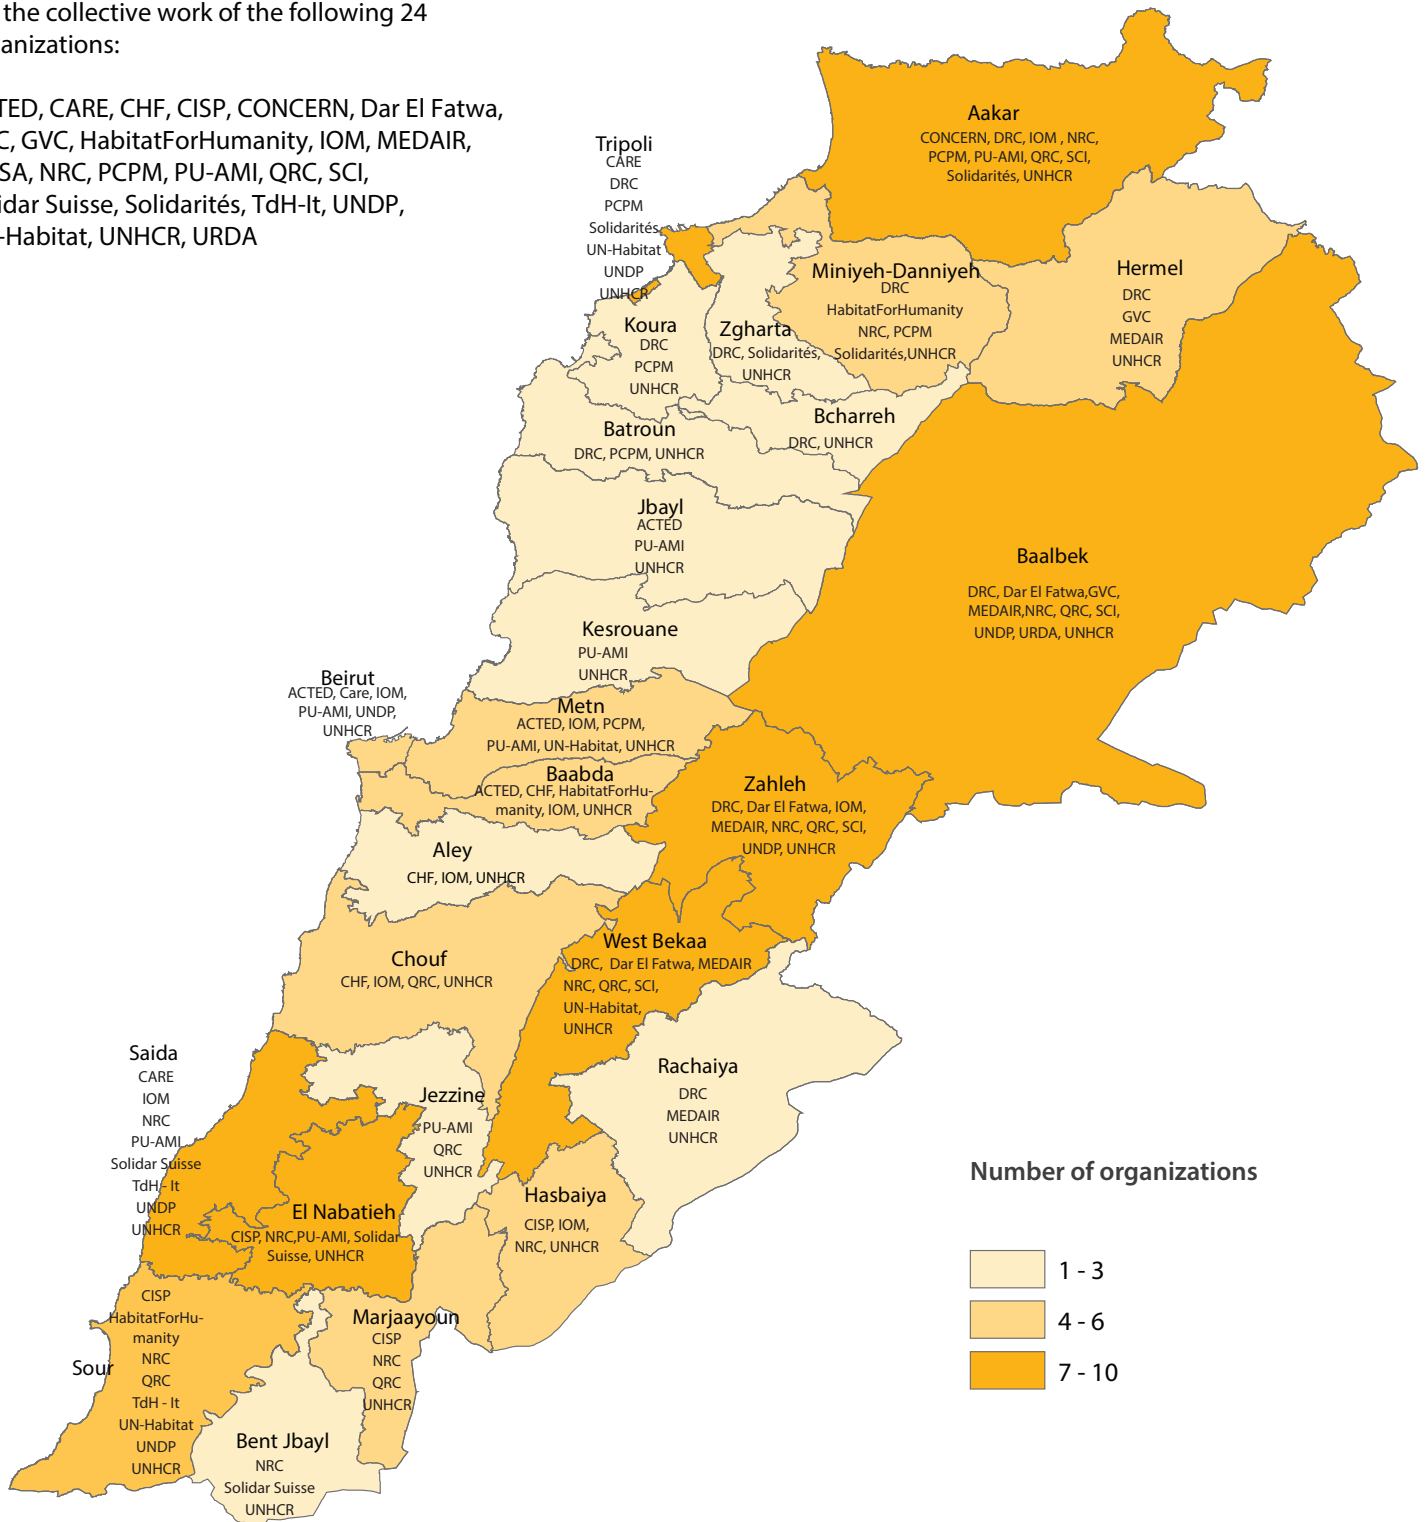 the collective work of the following 24
anizations:
TED, CARE, CHF, CISP, CONCERN, Dar El Fatwa,
C, GVC, HabitatForHumanity, IOM, MEDAIR,
SA, NRC, PCPM, PU-AMI, QRC, SCI,
idar Suisse, Solidarités, TdH-It, UNDP,
-Habitat, UNHCR, URDA
Aakar
CONCERN, DRC, IOM , NRC,
PCPM, PU-AMI, QRC, SCI,
Solidarités, UNHCR
Tripoli
CARE
DRC
PCPM
Solidarités
UN-Habitat
UNDP
UNHCR
Miniyeh-Danniyeh
DRC
HabitatForHumanity
NRC, PCPM
Solidarités,UNHCR
Hermel
DRC
GVC
MEDAIR
UNHCR
Koura
DRC
PCPM
UNHCR
Zgharta
DRC, Solidarités,
UNHCR
Bcharreh
DRC, UNHCR
Batroun
DRC, PCPM, UNHCR
Jbayl
ACTED
PU-AMI
UNHCR
Baalbek
DRC, Dar El Fatwa,GVC,
MEDAIR,NRC, QRC, SCI,
UNDP, URDA, UNHCR
Kesrouane
PU-AMI
UNHCR
Beirut
ACTED, Care, IOM,
PU-AMI, UNDP,
UNHCR
Metn
ACTED, IOM, PCPM,
PU-AMI, UN-Habitat, UNHCR
Baabda
ACTED, CHF, HabitatForHu-
manity, IOM, UNHCR
Zahleh
DRC, Dar El Fatwa, IOM,
MEDAIR, NRC, QRC, SCI,
UNDP, UNHCR
Aley
CHF, IOM, UNHCR
Chouf
CHF, IOM, QRC, UNHCR
West Bekaa
DRC, Dar El Fatwa, MEDAIR
NRC, QRC, SCI,
UN-Habitat,
UNHCR
Rachaiya
DRC
MEDAIR
UNHCR
Saida
CARE
IOM
NRC
PU-AMI
Solidar Suisse
TdH - It
UNDP
UNHCR
Jezzine
PU-AMI
QRC
UNHCR
El Nabatieh
CISP, NRC,PU-AMI, Solidar
Suisse, UNHCR
Hasbaiya
CISP, IOM,
NRC, UNHCR
Sour
CISP
HabitatForHu-
manity
NRC
QRC
TdH - It
UN-Habitat
UNDP
UNHCR
Marjaayoun
CISP
NRC
QRC
UNHCR
Bent Jbayl
NRC
Solidar Suisse
UNHCR
Number of organizations
1 - 3
4 - 6
7 - 10